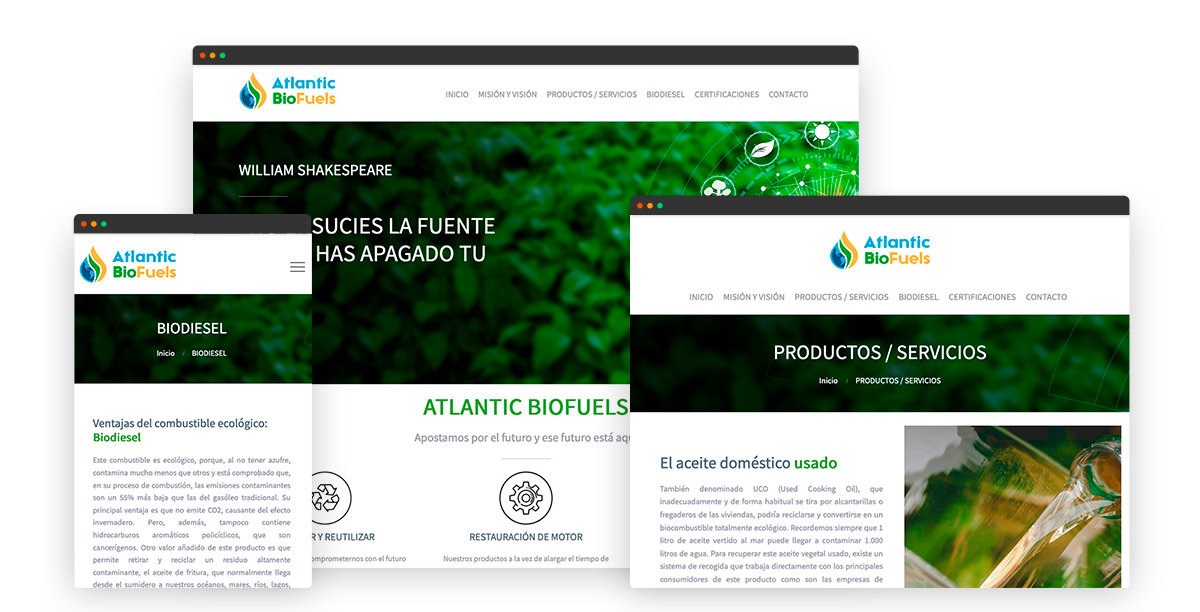 Atlantic
BioFuels
INICIO MISIÓN Y VISIÓN PRODUCTOS / SERVICIOS BIODIESEL CERTIFICACIONES CONTACTO
WILLIAM SHAKESPEARE
SUCIES LA FUENTE
HAS APAGADO TU
ATLANTIC BIOFUELS
Apostamos por el futuro y ese futuro está aqu
R Y REUTILIZAR
RESTAURACIÓN DE MOTOR
omprometernos con el futuro
Nuestros productos a la vez de alargar el tiempo de
Atlantic
BioFuels
BIODIESEL
Inicio / BIODIESEL
Ventajas del combustible ecológico:
Biodiesel
Este combustible es ecológico, porque, al no tener azufre,
contamina mucho menos que otros y está comprobado que,
en su proceso de combustión, las emisiones contaminantes
son un 55% más baja que las del gasóleo tradicional. Su
principal ventaja es que no emite CO2, causante del efecto
invernadero. Pero, además, tampoco contiene
hidrocarburos aromáticos policíclicos, que son
cancerígenos. Otro valor añadido de este producto es que
permite retirar y reciclar un residuo altamente
contaminante, el aceite de fritura, que normalmente llega
desde el sumidero a nuestros océanos, mares, ríos, lagos,
Atlantic
BioFuels
INICIO MISIÓN Y VISIÓN PRODUCTOS / SERVICIOS BIODIESEL CERTIFICACIONES CONTACTO
PRODUCTOS / SERVICIOS
Inicio / PRODUCTOS / SERVICIOS
El aceite doméstico usado
También denominado UCO (Used Cooking Oil), que
inadecuadamente y de forma habitual se tira por alcantarillas o
fregaderos de las viviendas, podría reciclarse y convertirse en un
biocombustible totalmente ecológico. Recordemos siempre que 1
litro de aceite vertido al mar puede llegar a contaminar 1.000
litros de agua. Para recuperar este aceite vegetal usado, existe un
sistema de recogida que trabaja directamente con los principales
consumidores de este producto como son las empresas de